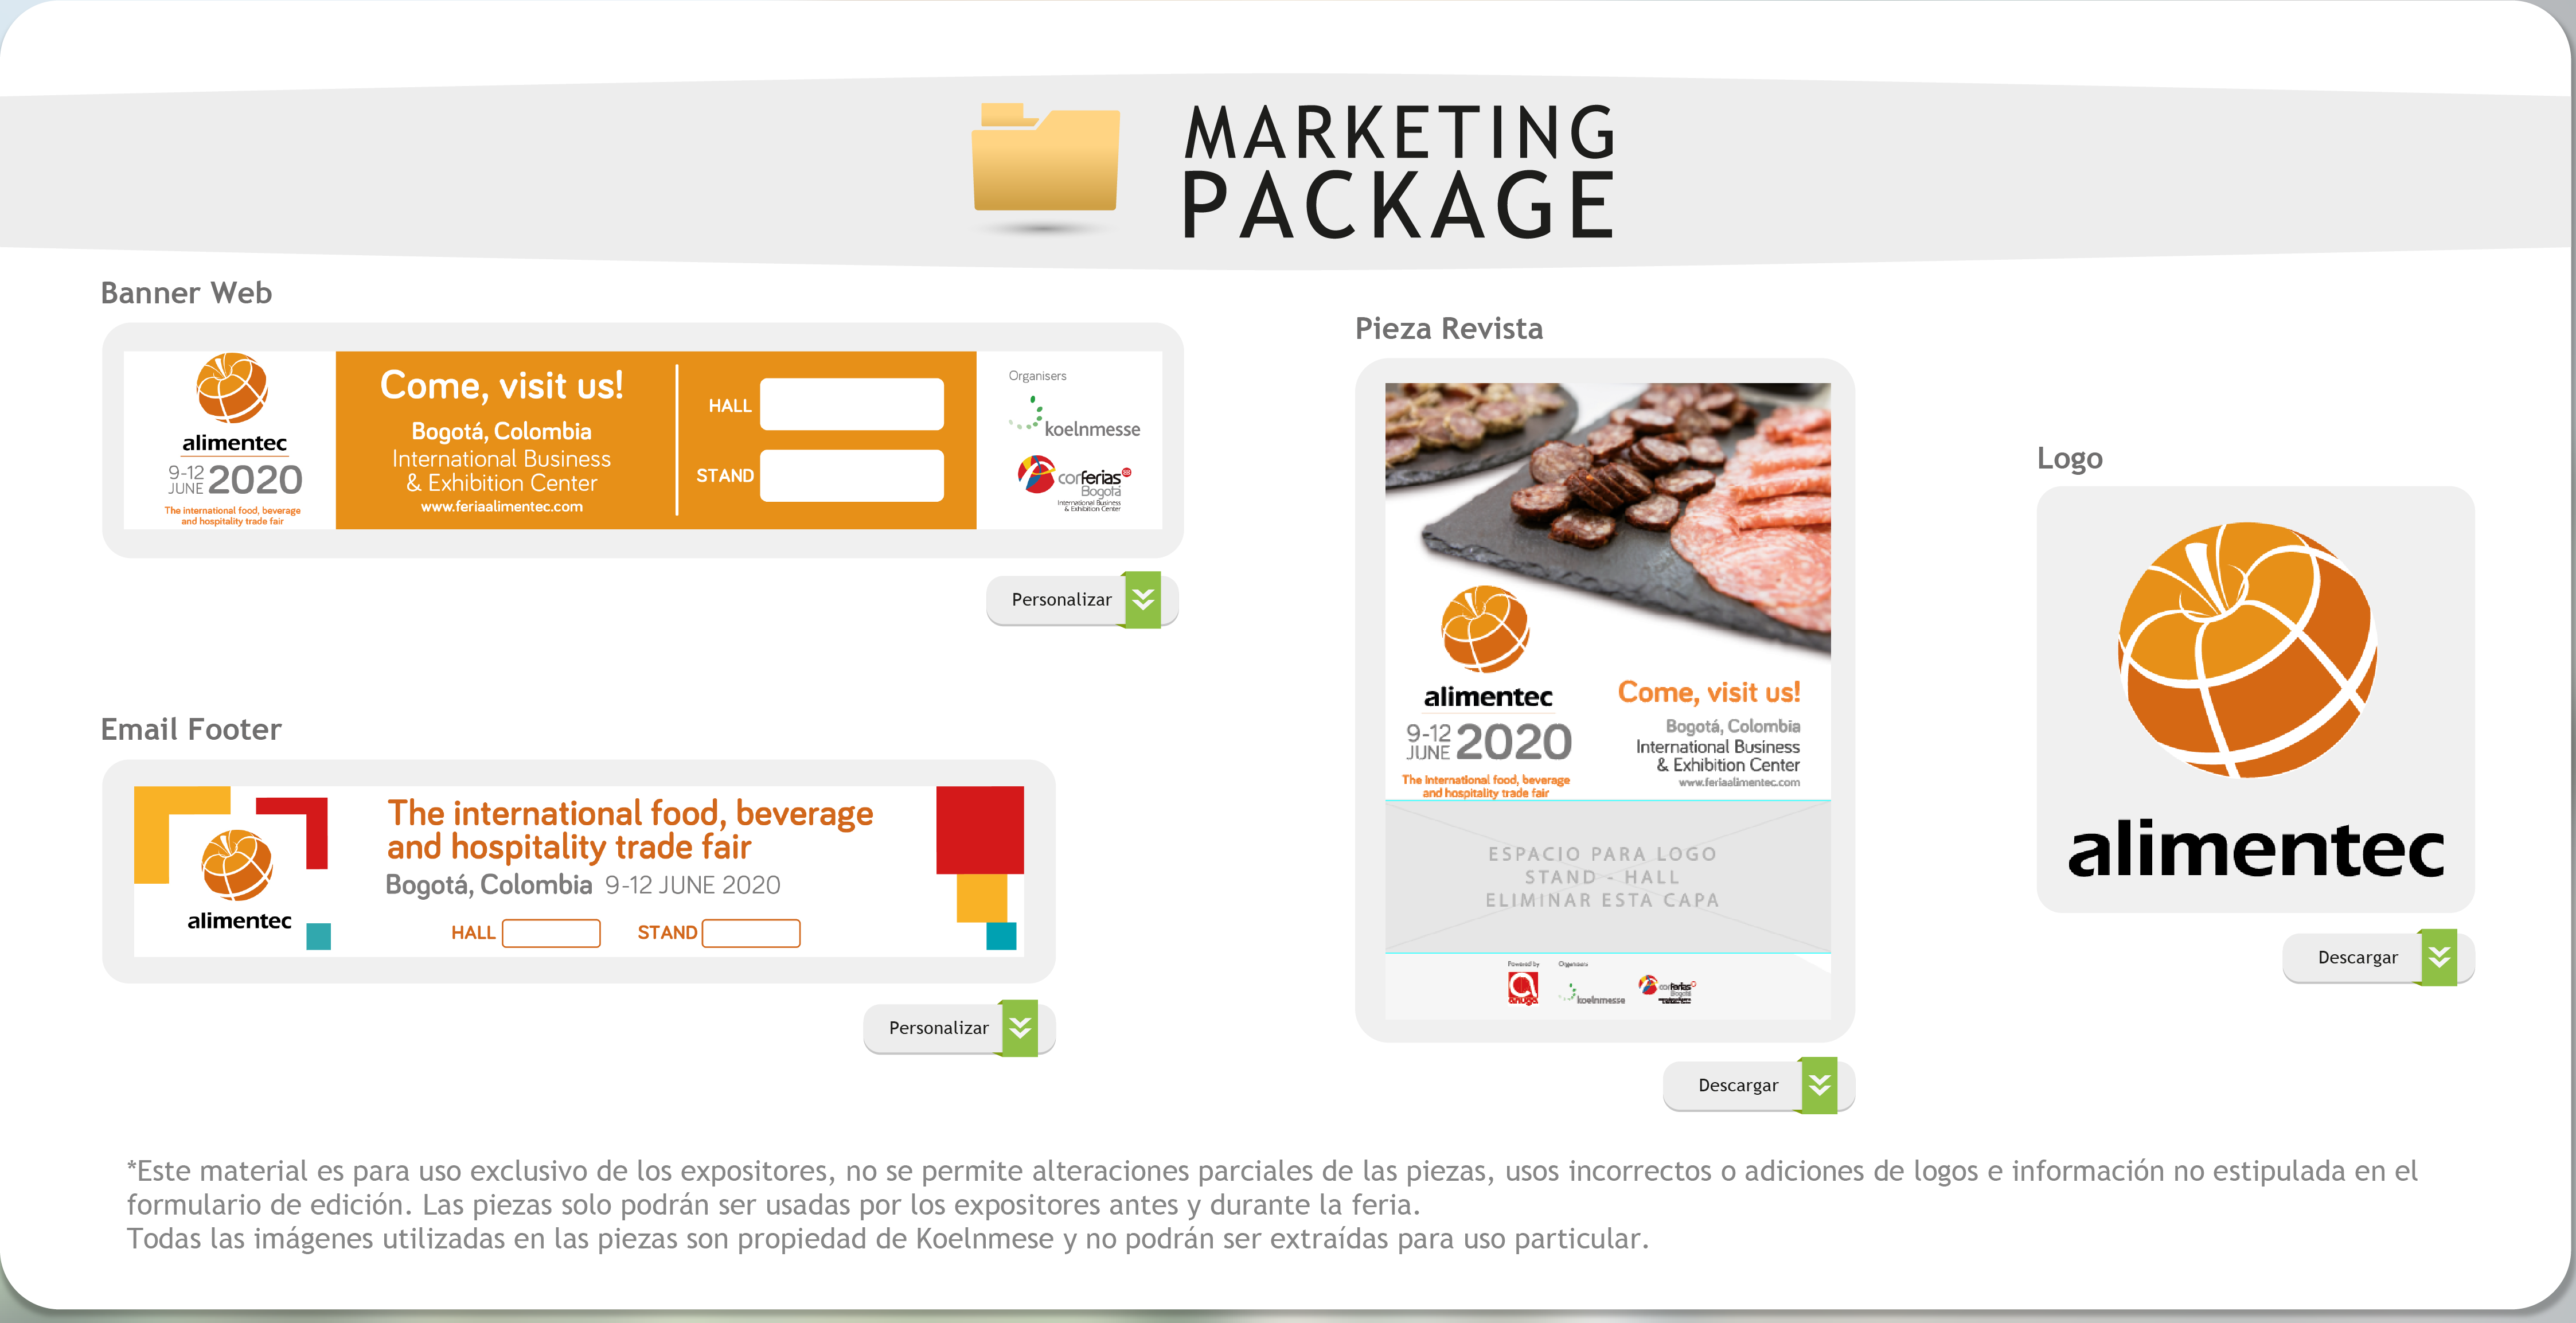 MARKETING
PACKAGE
Banner Web
alimentec
9-12
JUNE 2020
The international food, beverage
and hospitality trade fair
Come, visit us!
Bogotá, Colombia
International Business
& Exhibition Center
www.feriaalimentec.com
HALL
STAND
Organisers
koelnmesse
corferias
Bogotá
International Business
& Exhibition Center
Personalizar
Email Footer
alimentec
The international food, beverage
and hospitality trade fair
Bogotá, Colombia 9-12 JUNE 2020
HALL
STAND
Personalizar
Pieza Revista
alimentec
9-12
JUNE 2020
The international food, beverage
and hospitality trade fair
Come, visit us!
Bogotá, Colombia
International Business
& Exhibition Center
www.feriaalimentec.com
ESPACIO PARA LOGO
STAND - HALL
ELIMINAR ESTA CAPA
Powered by
anuga
Organisers
koelnmesse
corferias
Bogotá
Descargar
Logo
alimentec
Descargar
*Este material es para uso exclusivo de los expositores, no se permite alteraciones parciales de las piezas, usos incorrectos o adiciones de logos e información no estipulada en el
formulario de edición. Las piezas solo podrán ser usadas por los expositores antes y durante la feria.
Todas las imágenes utilizadas en las piezas son propiedad de Koelnmese y no podrán ser extraídas para uso particular.